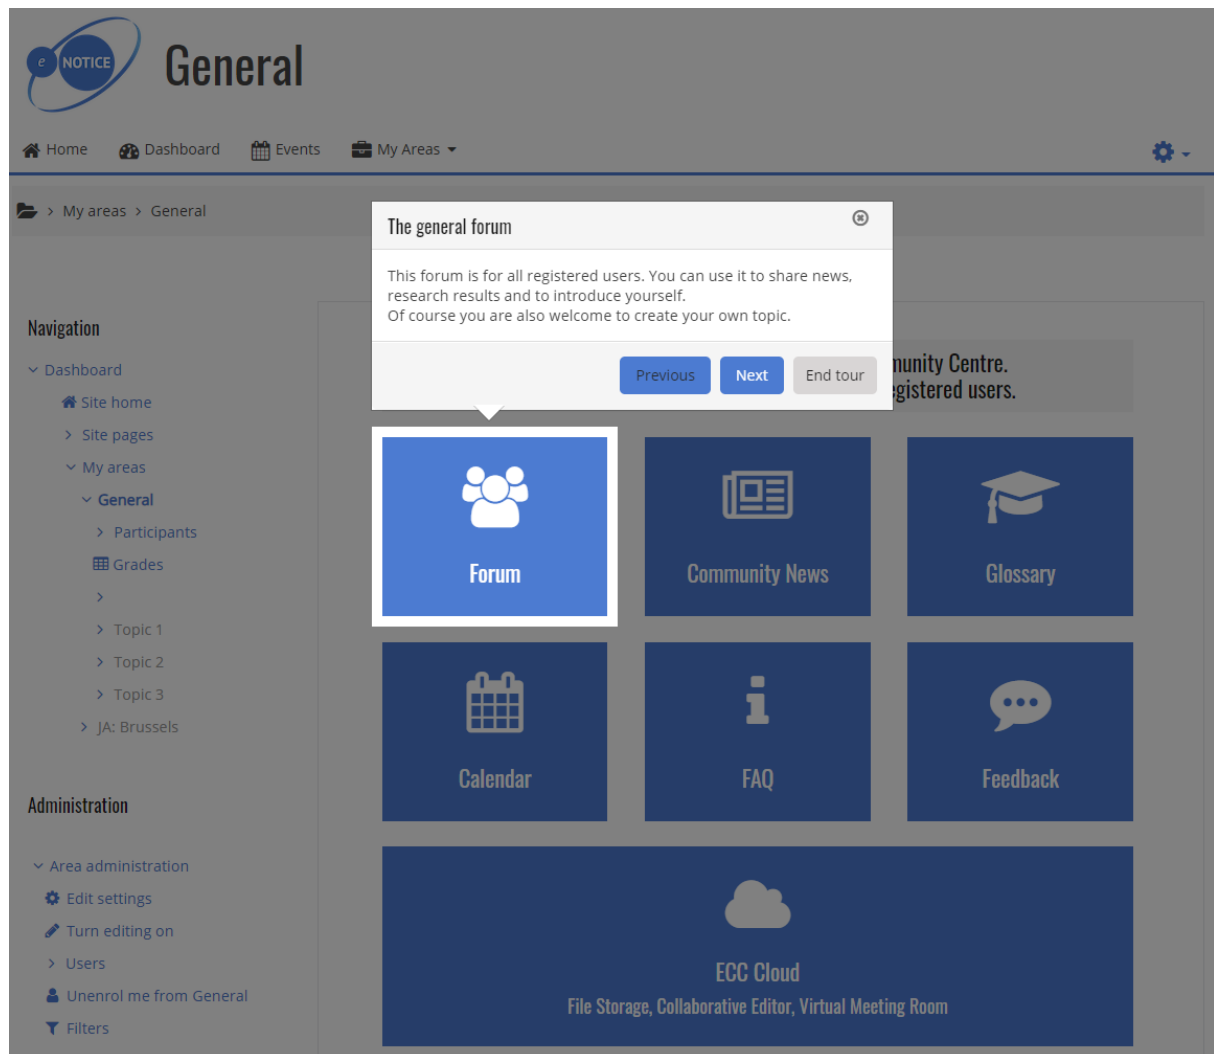 e NOTICE
General
Home Dashboard Events My Areas
> My areas > General
The general forum
This forum is for all registered users. You can use it to share news,
research results and to introduce yourself.
Of course you are also welcome to create your own topic.
Previous Next End tour
Centre.
users.
Navigation
Dashboard
Site home
> Site pages
My areas
General
> Participants
Grades
>
> Topic 1
> Topic 2
> Topic 3
> JA: Brussels
Forum
Community News
Glossary
Calendar
FAQ
Feedback
ECC Cloud
File Storage, Collaborative Editor, Virtual Meeting Room
Administration
Area administration
Edit settings
Turn editing on
> Users
Unenrol me from General
Filters